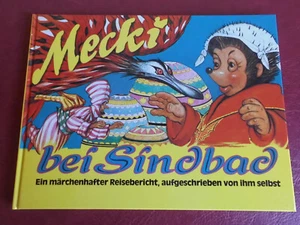 Mecki
bei Sindbad
Ein märchenhafter Reisebericht, aufgeschrieben von ihm selbst